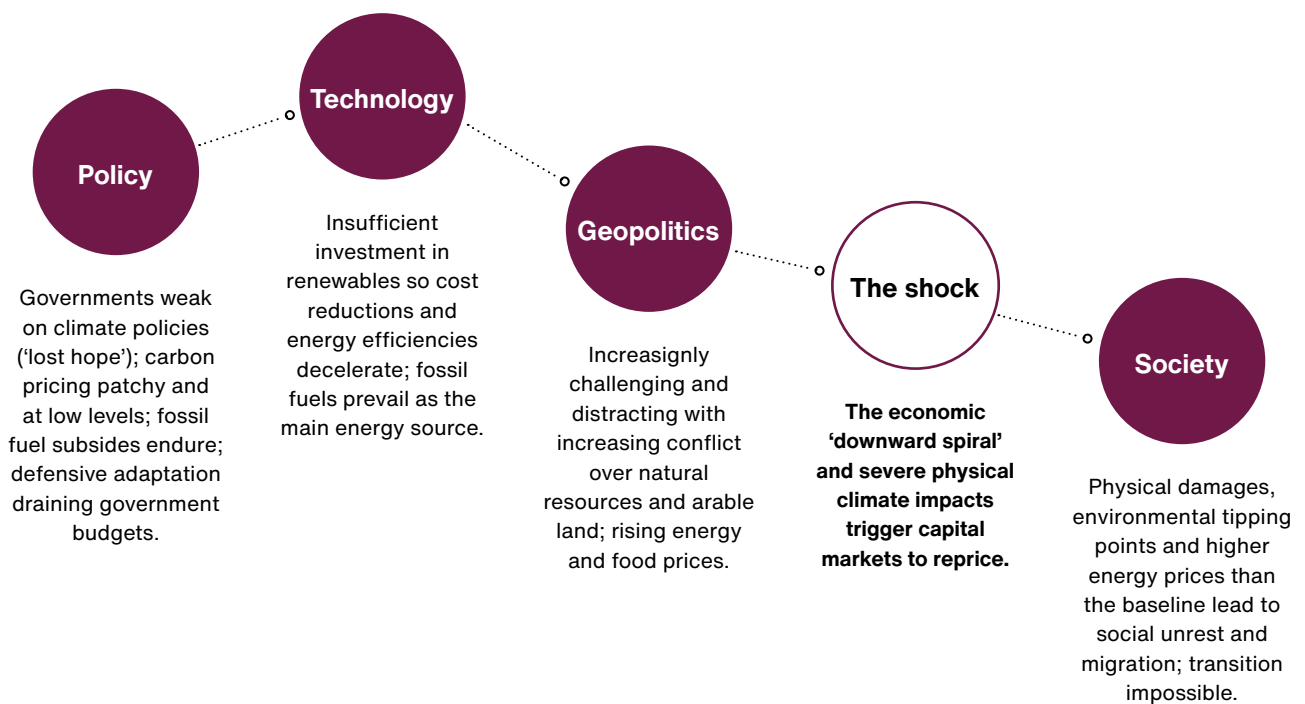 Policy
Governments weak
on climate policies
(‘lost hope’); carbon
pricing patchy and
at low levels; fossil
fuel subsides endure;
defensive adaptation
draining government
budgets.
Technology
Insufficient
investment in
renewables so cost
reductions and
energy efficiencies
decelerate; fossil
fuels prevail as the
main energy source.
Geopolitics
Increasignly
challenging and
distracting with
increasing conflict
over natural
resources and arable
land; rising energy
and food prices.
The shock
The economic
‘downward spiral’
and severe physical
climate impacts
trigger capital
markets to reprice.
Society
Physical damages,
environmental tipping
points and higher
energy prices than
the baseline lead to
social unrest and
migration; transition
impossible.